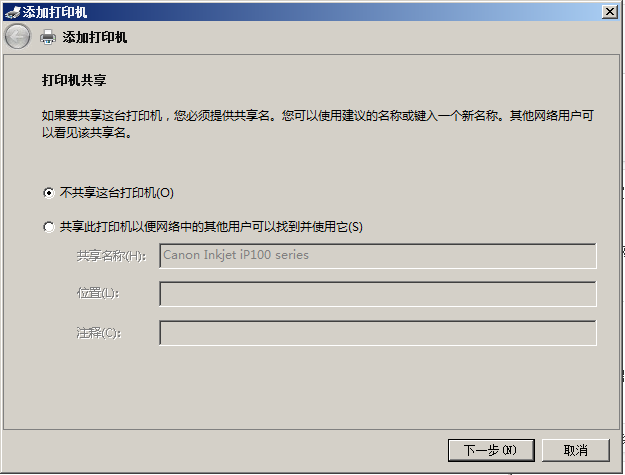 添加打印机
添加打印机
打印机共享
如果要共享这台打印机，您必须提供共享名。您可以使用建议的名称或键入一个新名称。其他网络用户可
以看见该共享名。
不共享这台打印机(O)
共享此打印机以便网络中的其他用户可以找到并使用它(S)
共享名称(H):
Canon Inkjet iP100 series
位置(L):
注释(C):
下一步(N)
取消